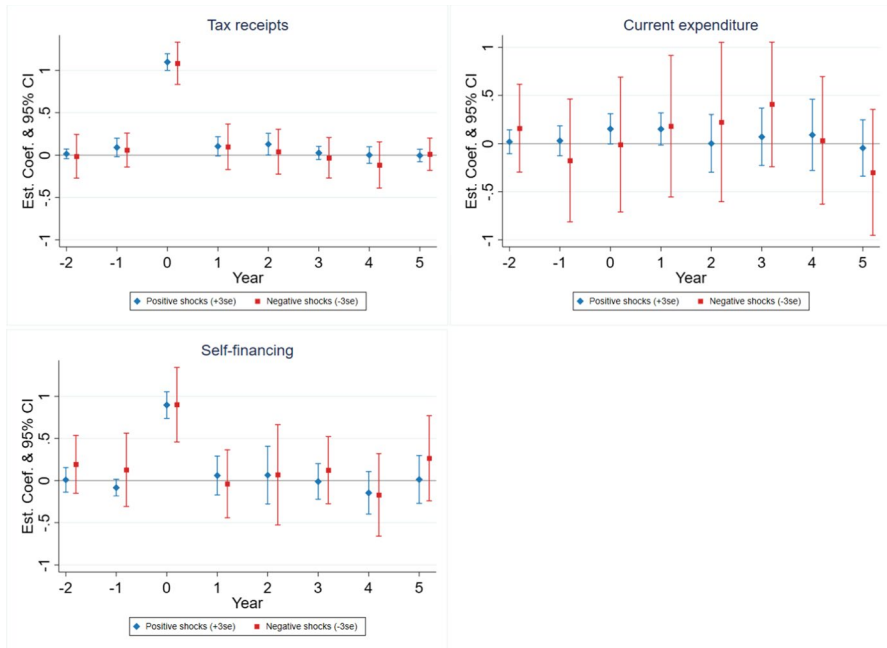 Tax receipts
Est. Coef. & 95% CI
1
.5
0
-.5
-1
-2 -1 0 1 2 3 4 5
Year
Positive shocks (+3se) Negative shocks (-3se)
Current expenditure
Est. Coef. & 95% CI
1
.5
0
-.5
-1
-2 -1 0 1 2 3 4 5
Year
Positive shocks (+3se) Negative shocks (-3se)
Self-financing
Est. Coef. & 95% CI
1
.5
0
-.5
-1
-2 -1 0 1 2 3 4 5
Year
Positive shocks (+3se) Negative shocks (-3se)